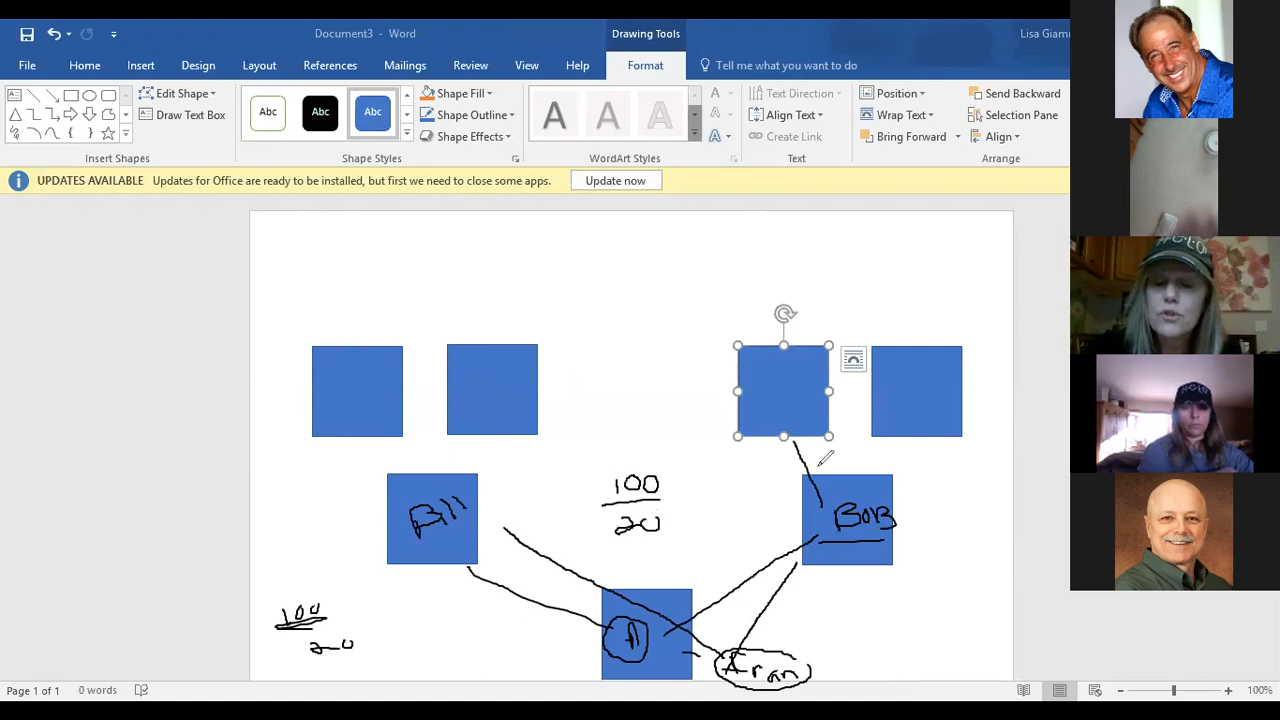 Document3 - Word
Drawing Tools
Lisa Giam
File Home Insert Design Layout References Mailings Review View Help Format Tell me what you want to do
Edit Shape
Draw Text Box
Insert Shapes
Abc Abc Abc
Shape Fill
Shape Outline
Shape Effects
Shape Styles
A A A
WordArt Styles
Text Direction
Align Text
Create Link
Text
Position
Wrap Text
Bring Forward
Send Backward
Selection Pane
Align
Arrange
UPDATES AVAILABLE Updates for Office are ready to be installed, but first we need to close some apps. Update now
100
20
Bill
BOB
100
20
A
Fran
Page 1 of 1 0 words
100%